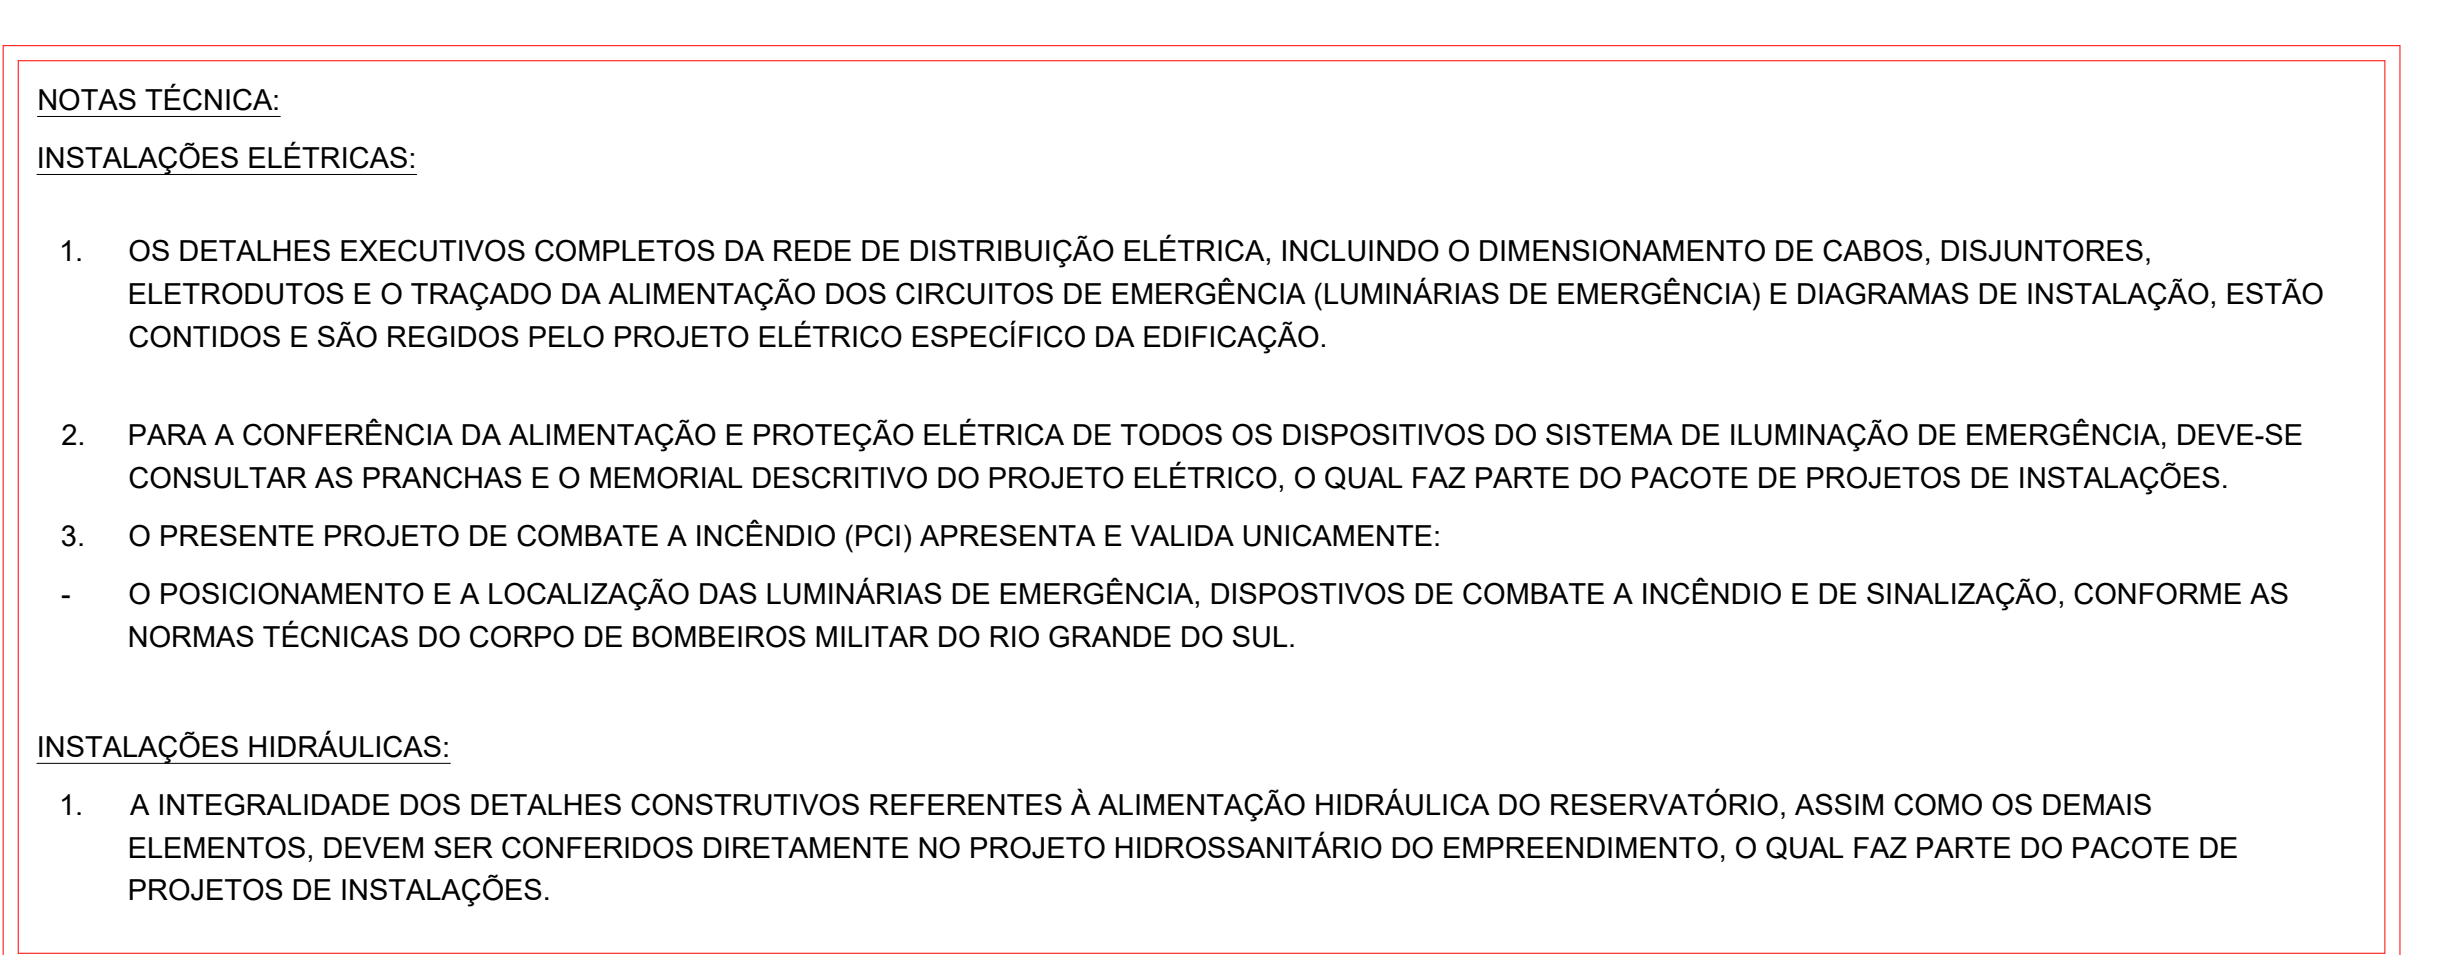 NOTAS TÉCNICA:
INSTALAÇÕES ELÉTRICAS:
1. OS DETALHES EXECUTIVOS COMPLETOS DA REDE DE DISTRIBUIÇÃO ELÉTRICA, INCLUINDO O DIMENSIONAMENTO DE CABOS, DISJUNTORES,
ELETRODUTOS E O TRAÇADO DA ALIMENTAÇÃO DOS CIRCUITOS DE EMERGÊNCIA (LUMINÁRIAS DE EMERGÊNCIA) E DIAGRAMAS DE INSTALAÇÃO, ESTÃO
CONTIDOS E SÃO REGIDOS PELO PROJETO ELÉTRICO ESPECÍFICO DA EDIFICAÇÃO.
2. PARA A CONFERÊNCIA DA ALIMENTAÇÃO E PROTEÇÃO ELÉTRICA DE TODOS OS DISPOSITIVOS DO SISTEMA DE ILUMINAÇÃO DE EMERGÊNCIA, DEVE-SE
CONSULTAR AS PRANCHAS E O MEMORIAL DESCRITIVO DO PROJETO ELÉTRICO, O QUAL FAZ PARTE DO PACOTE DE PROJETOS DE INSTALAÇÕES.
3. O PRESENTE PROJETO DE COMBATE A INCÊNDIO (PCI) APRESENTA E VALIDA UNICAMENTE:
- O POSICIONAMENTO E A LOCALIZAÇÃO DAS LUMINÁRIAS DE EMERGÊNCIA, DISPOSTIVOS DE COMBATE A INCÊNDIO E DE SINALIZAÇÃO, CONFORME AS
NORMAS TÉCNICAS DO CORPO DE BOMBEIROS MILITAR DO RIO GRANDE DO SUL.
INSTALAÇÕES HIDRÁULICAS:
1. A INTEGRALIDADE DOS DETALHES CONSTRUTIVOS REFERENTES À ALIMENTAÇÃO HIDRÁULICA DO RESERVATÓRIO, ASSIM COMO OS DEMAIS
ELEMENTOS, DEVEM SER CONFERIDOS DIRETAMENTE NO PROJETO HIDROSSANITÁRIO DO EMPREENDIMENTO, O QUAL FAZ PARTE DO PACOTE DE
PROJETOS DE INSTALAÇÕES.